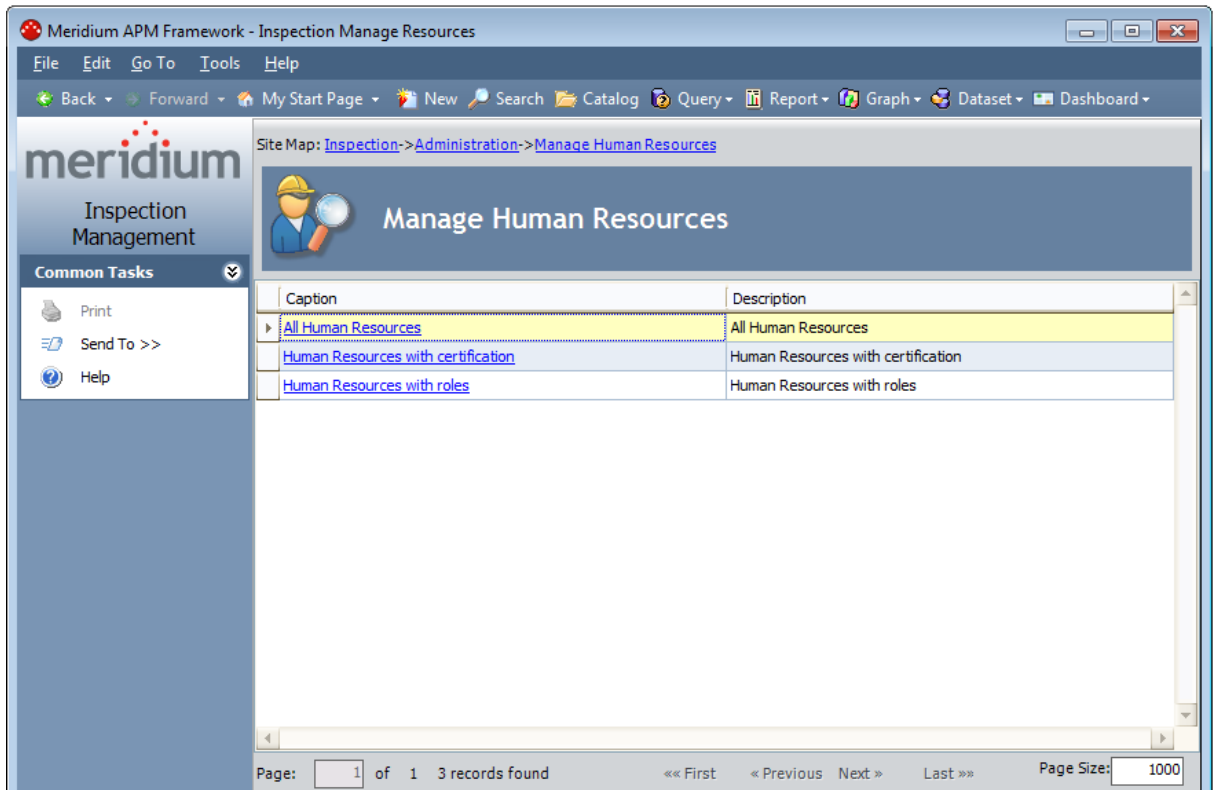 Meridium APM Framework - Inspection Manage Resources
File Edit Go To Tools Help
Back Forward My Start Page New Search Catalog Query Report Graph Dataset Dashboard
meridium
Inspection
Management
Common Tasks
Print
Send To >>
Help
Site Map: Inspection->Administration->Manage Human Resources
Manage Human Resources
Caption Description
All Human Resources All Human Resources
Human Resources with certification Human Resources with certification
Human Resources with roles Human Resources with roles
Page: 1 of 1 3 records found «« First « Previous Next » Last »» Page Size: 1000